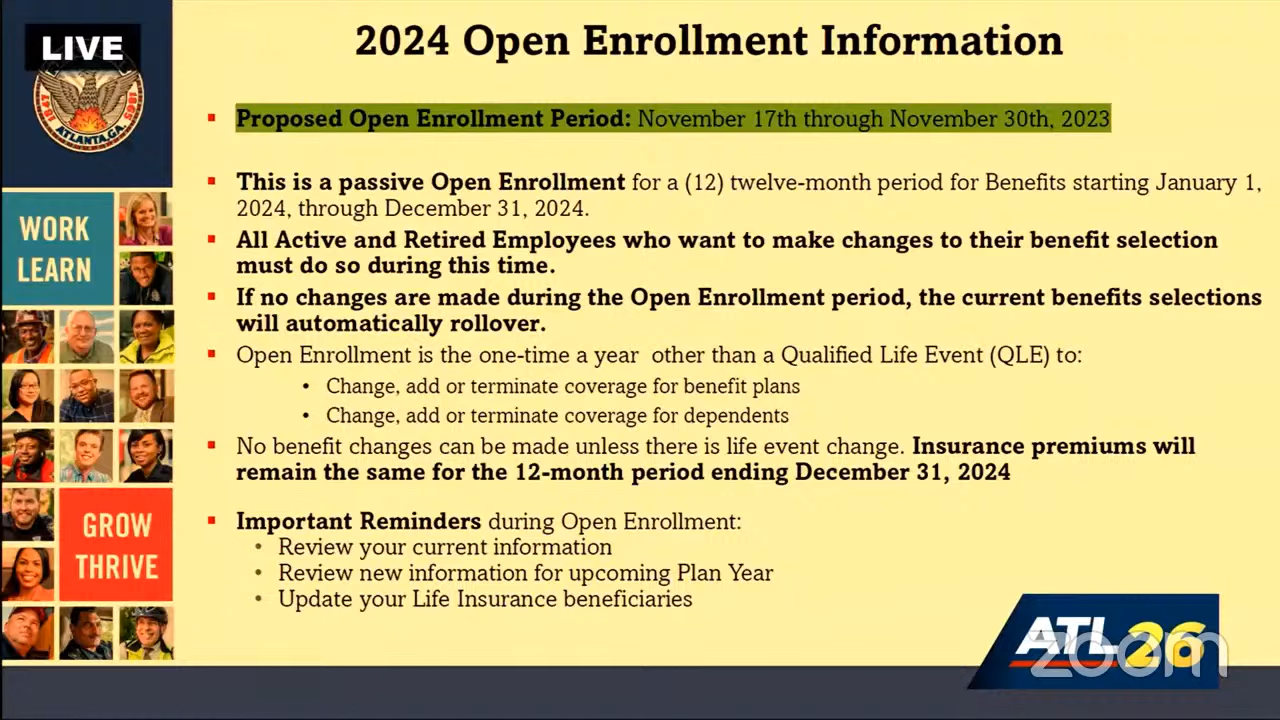 LIVE
1847 1865
ATLANTA, GA.
WORK
LEARN
GROW
THRIVE
2024 Open Enrollment Information
▪ Proposed Open Enrollment Period: November 17th through November 30th, 2023
▪ This is a passive Open Enrollment for a (12) twelve-month period for Benefits starting January 1,
2024, through December 31, 2024.
▪ All Active and Retired Employees who want to make changes to their benefit selection
must do so during this time.
▪ If no changes are made during the Open Enrollment period, the current benefits selections
will automatically rollover.
▪ Open Enrollment is the one-time a year other than a Qualified Life Event (QLE) to:
• Change, add or terminate coverage for benefit plans
• Change, add or terminate coverage for dependents
▪ No benefit changes can be made unless there is life event change. Insurance premiums will
remain the same for the 12-month period ending December 31, 2024
▪ Important Reminders during Open Enrollment:
• Review your current information
• Review new information for upcoming Plan Year
• Update your Life Insurance beneficiaries
ATL 26
zoom